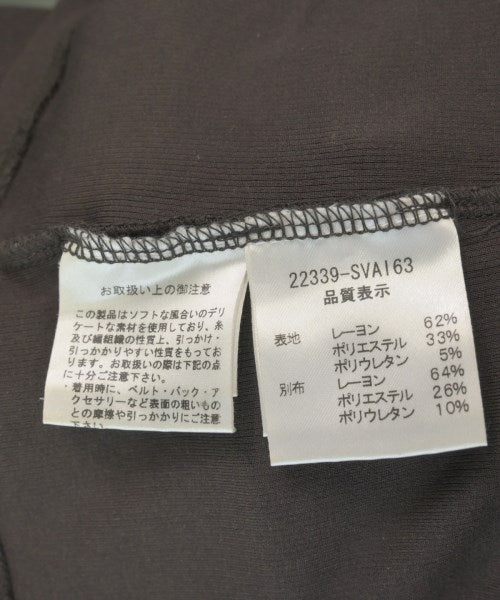 お取扱い上の御注意
この製品はソフトな風合いのデリ
ケートな素材を使用しており、糸
及び編組織の性質上、引っかけ・
引っかかりやすい性質をもってお
ります。お取扱いの際は下記の点
に十分ご注意下さい。
・着用時に、ベルト・バック・ア
クセサリーなど表面の粗いもの
との摩擦や引っかかりにご注意
下さい。
22339-SVAI63
品質表示
表地 レーヨン 62%
ポリエステル 33%
ポリウレタン 5%
別布 レーヨン 64%
ポリエステル 26%
ポリウレタン 10%